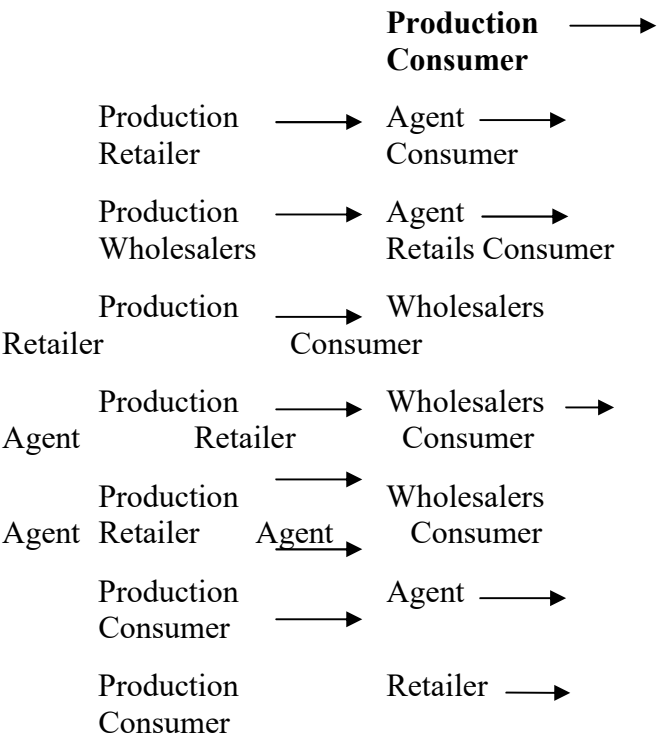 Production
Consumer
Production Agent
Retailer Consumer
Production Agent
Wholesalers Retails Consumer
Production Wholesalers
Retailer Consumer
Production Wholesalers
Agent Retailer Consumer
Production Wholesalers
Agent Retailer Agent Consumer
Production Agent
Consumer
Production Retailer
Consumer